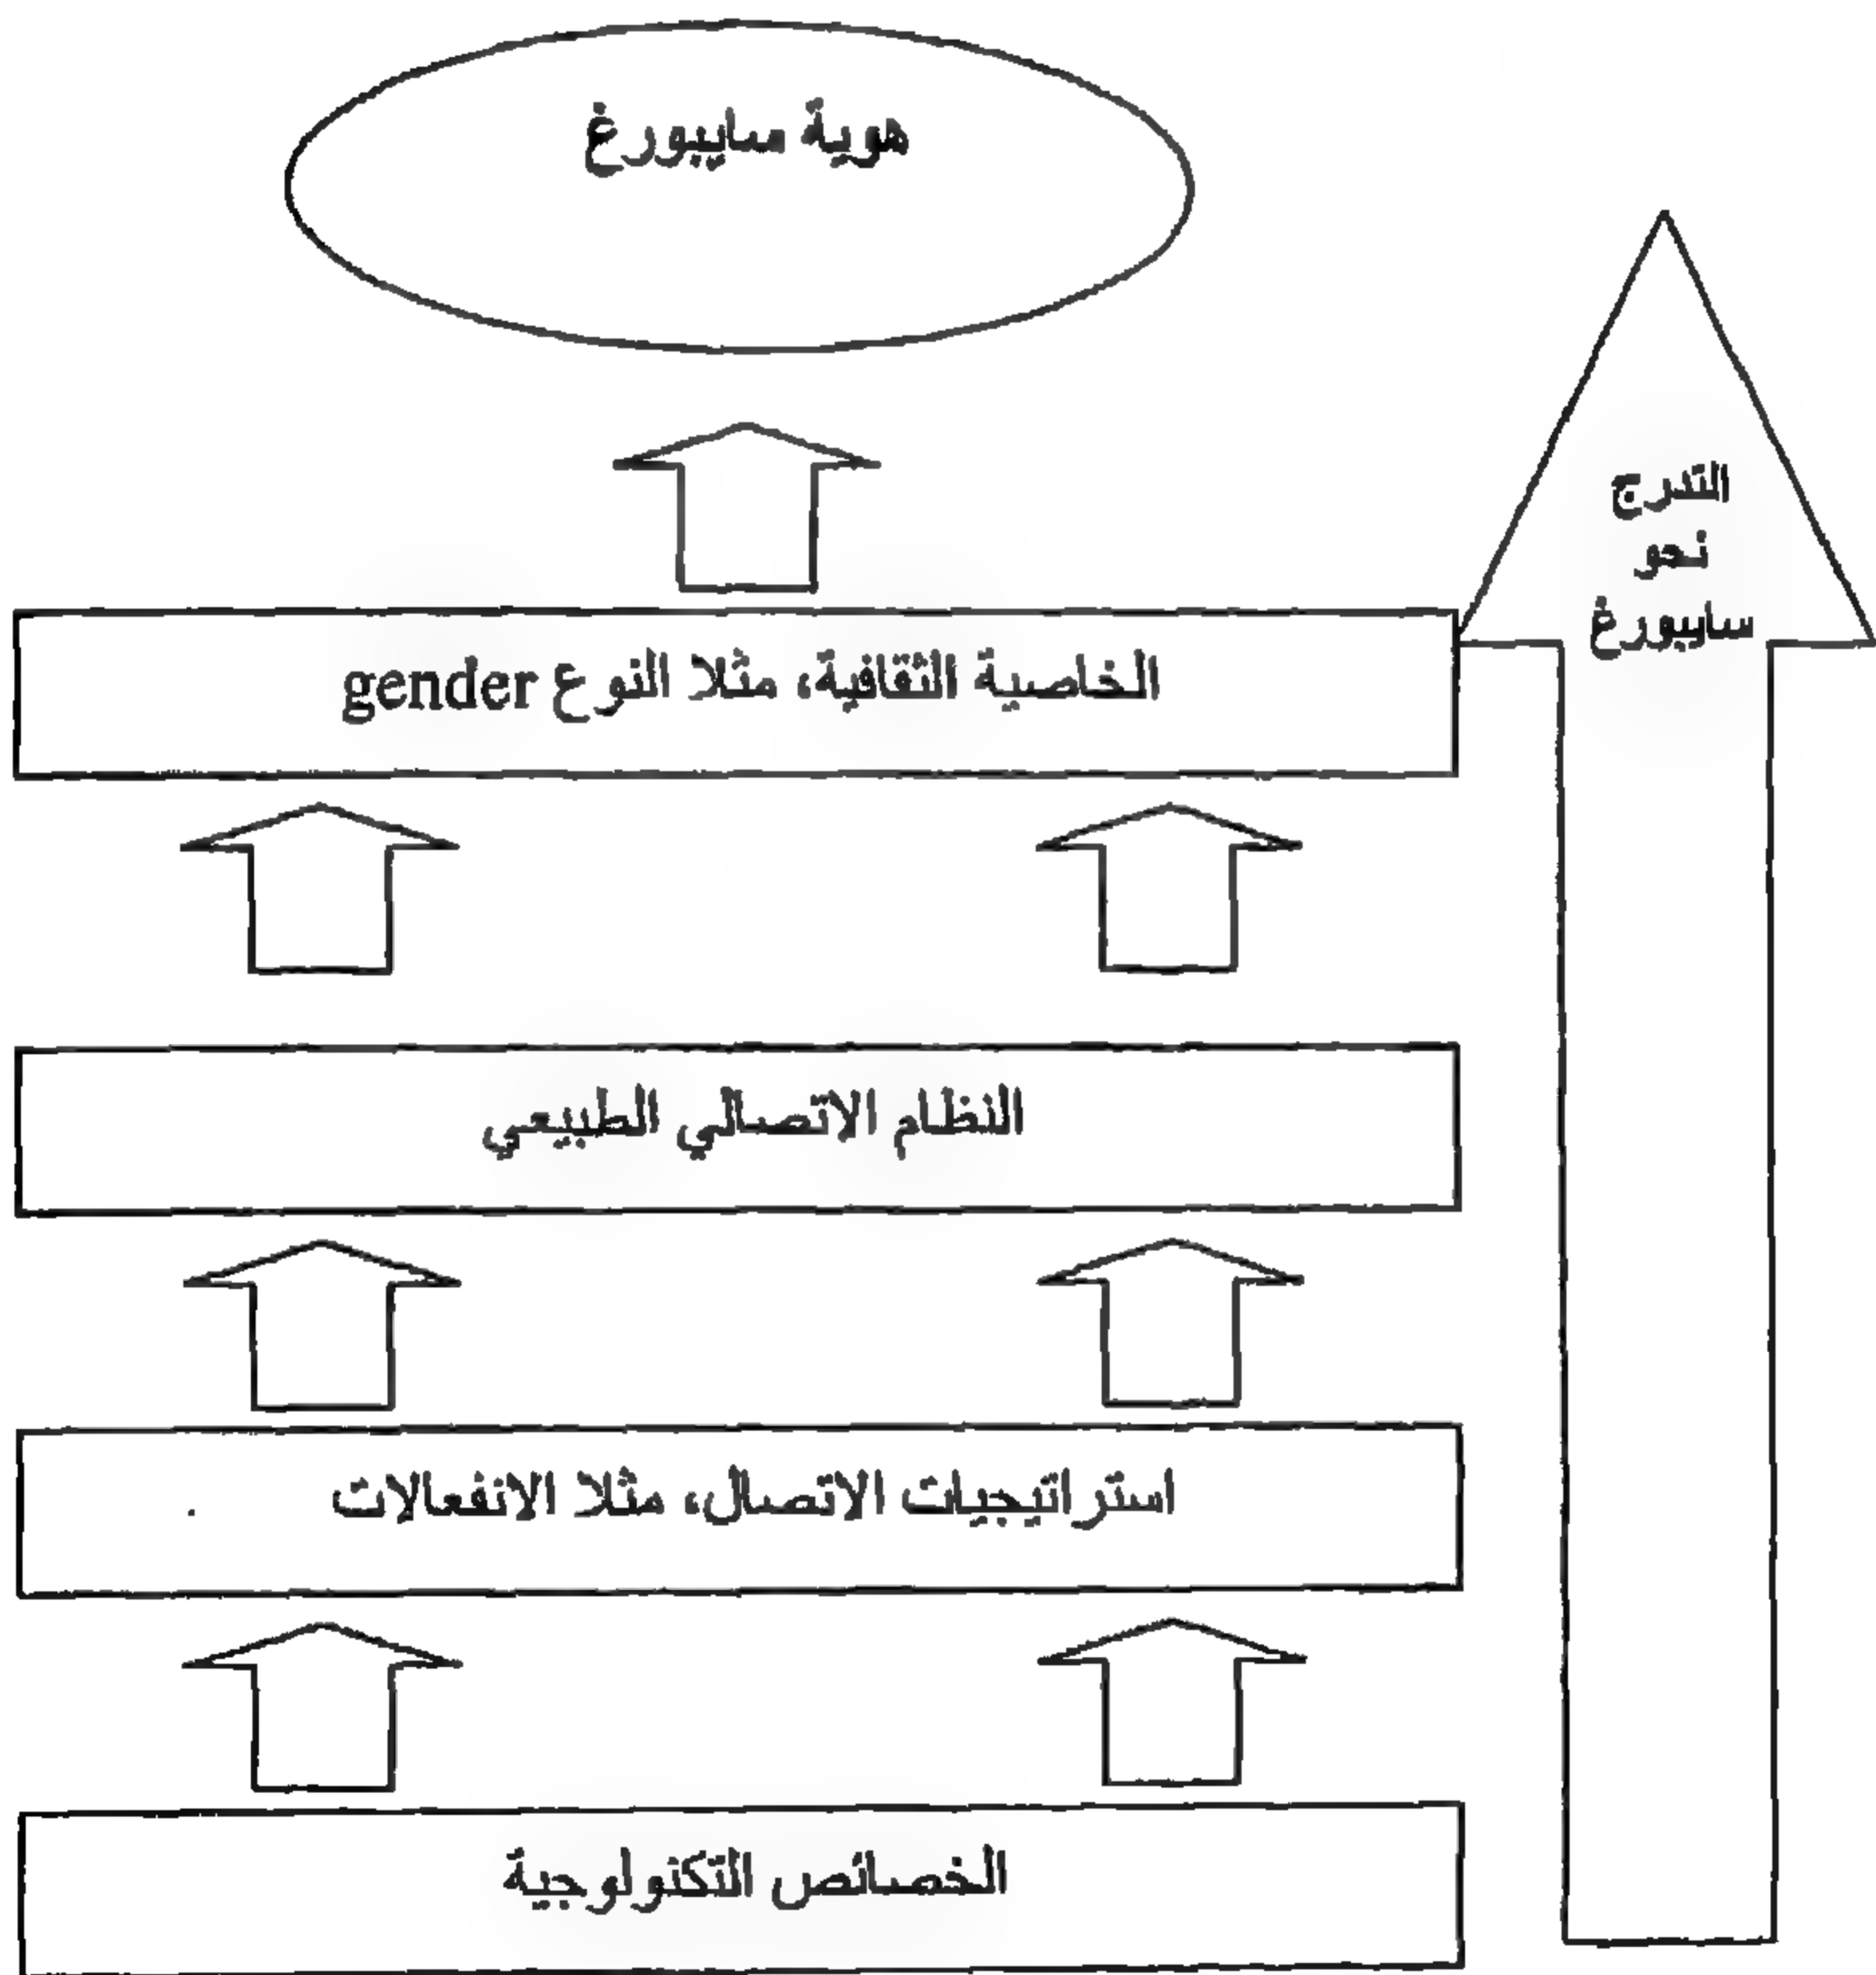 هوية سايبورغ
التدرج
نحو
سايبورغ
الخاصية الثقافية، مثلا النوع gender
النظام الاتصالي الطبيعي
استراتيجيات الاتصال، مثلا الانفعالات
الخصائص التكنولوجية